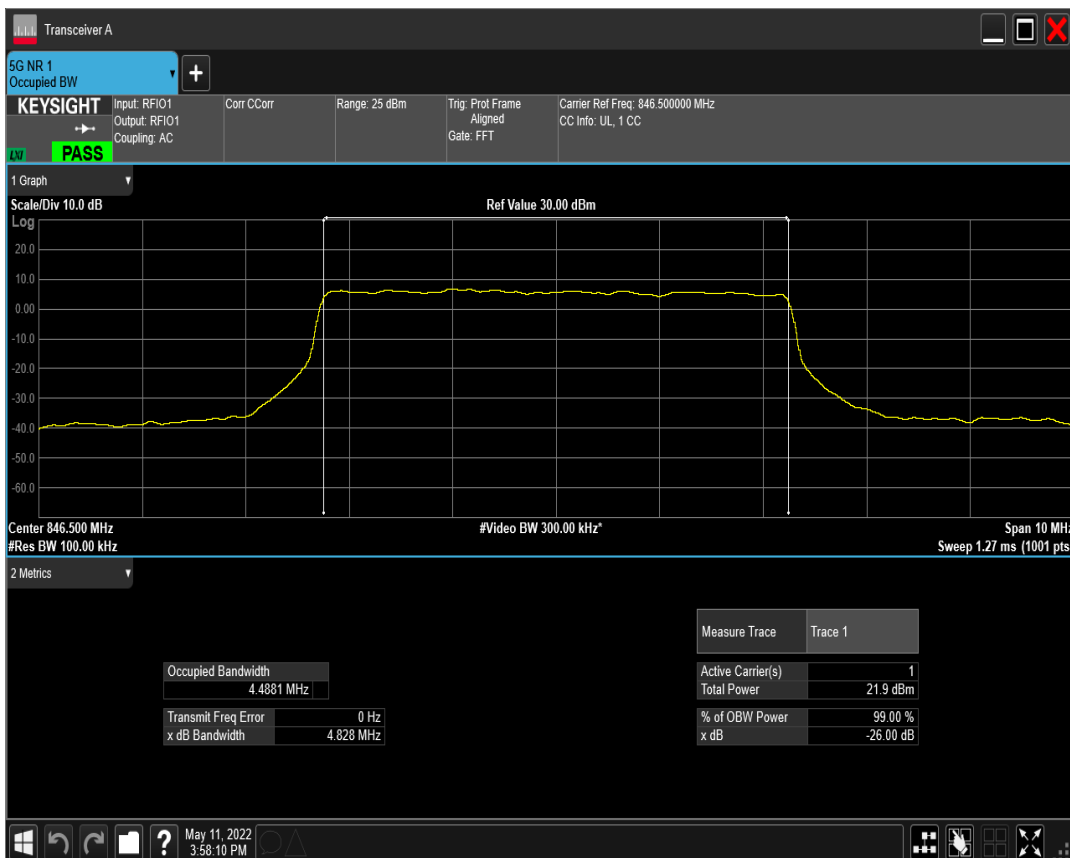 Transceiver A
5G NR 1
Occupied BW
KEYSIGHT
LXI
PASS
Input: RFIO1
Output: RFIO1
Coupling: AC
Corr CCorr
Range: 25 dBm
Trig: Prot Frame
Aligned
Gate: FFT
Carrier Ref Freq: 846.500000 MHz
CC Info: UL, 1 CC
1 Graph
Scale/Div 10.0 dB
Ref Value 30.00 dBm
Log
20.0
10.0
0.00
-10.0
-20.0
-30.0
-40.0
-50.0
-60.0
Center 846.500 MHz
#Video BW 300.00 kHz*
Span 10 MHz
#Res BW 100.00 kHz
Sweep 1.27 ms (1001 pts
2 Metrics
Measure Trace Trace 1
Occupied Bandwidth
4.4881 MHz
Active Carrier(s) 1
Total Power 21.9 dBm
Transmit Freq Error 0 Hz
x dB Bandwidth 4.828 MHz
% of OBW Power 99.00 %
x dB -26.00 dB
?
May 11, 2022
3:58:10 PM